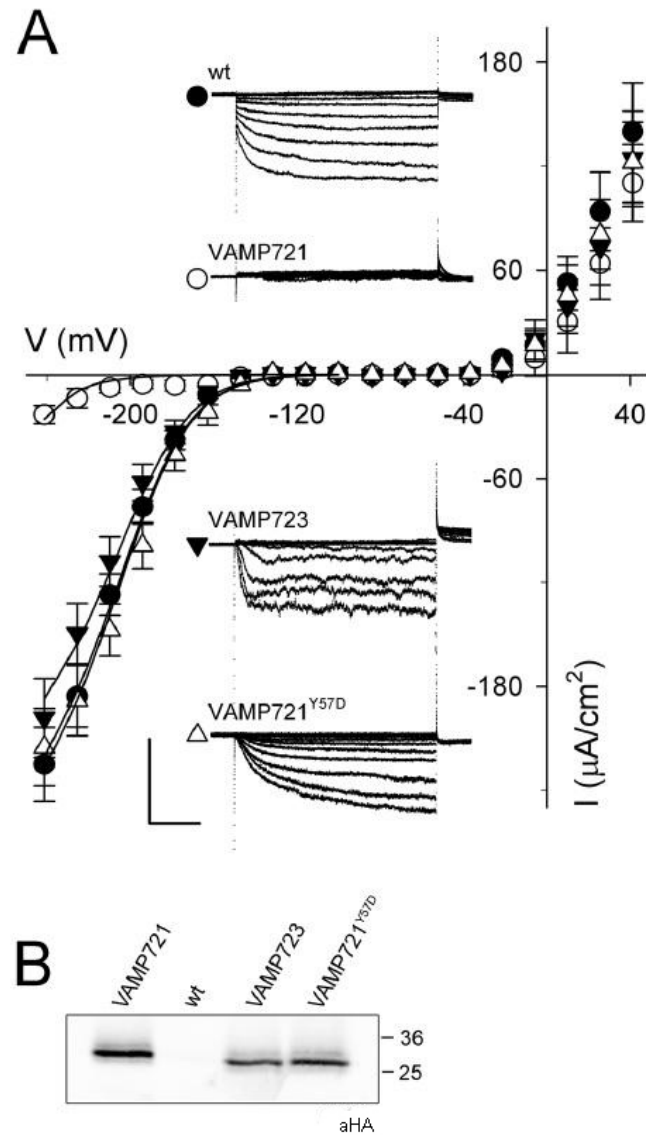 A
wt
180
VAMP721
60
V (mV)
-200
-120
-40
40
-60
VAMP723
-180
VAMP721Y57D
I (μA/cm2)
B
VAMP721
wt
VAMP723
VAMP721Y57D
36
25
aHA